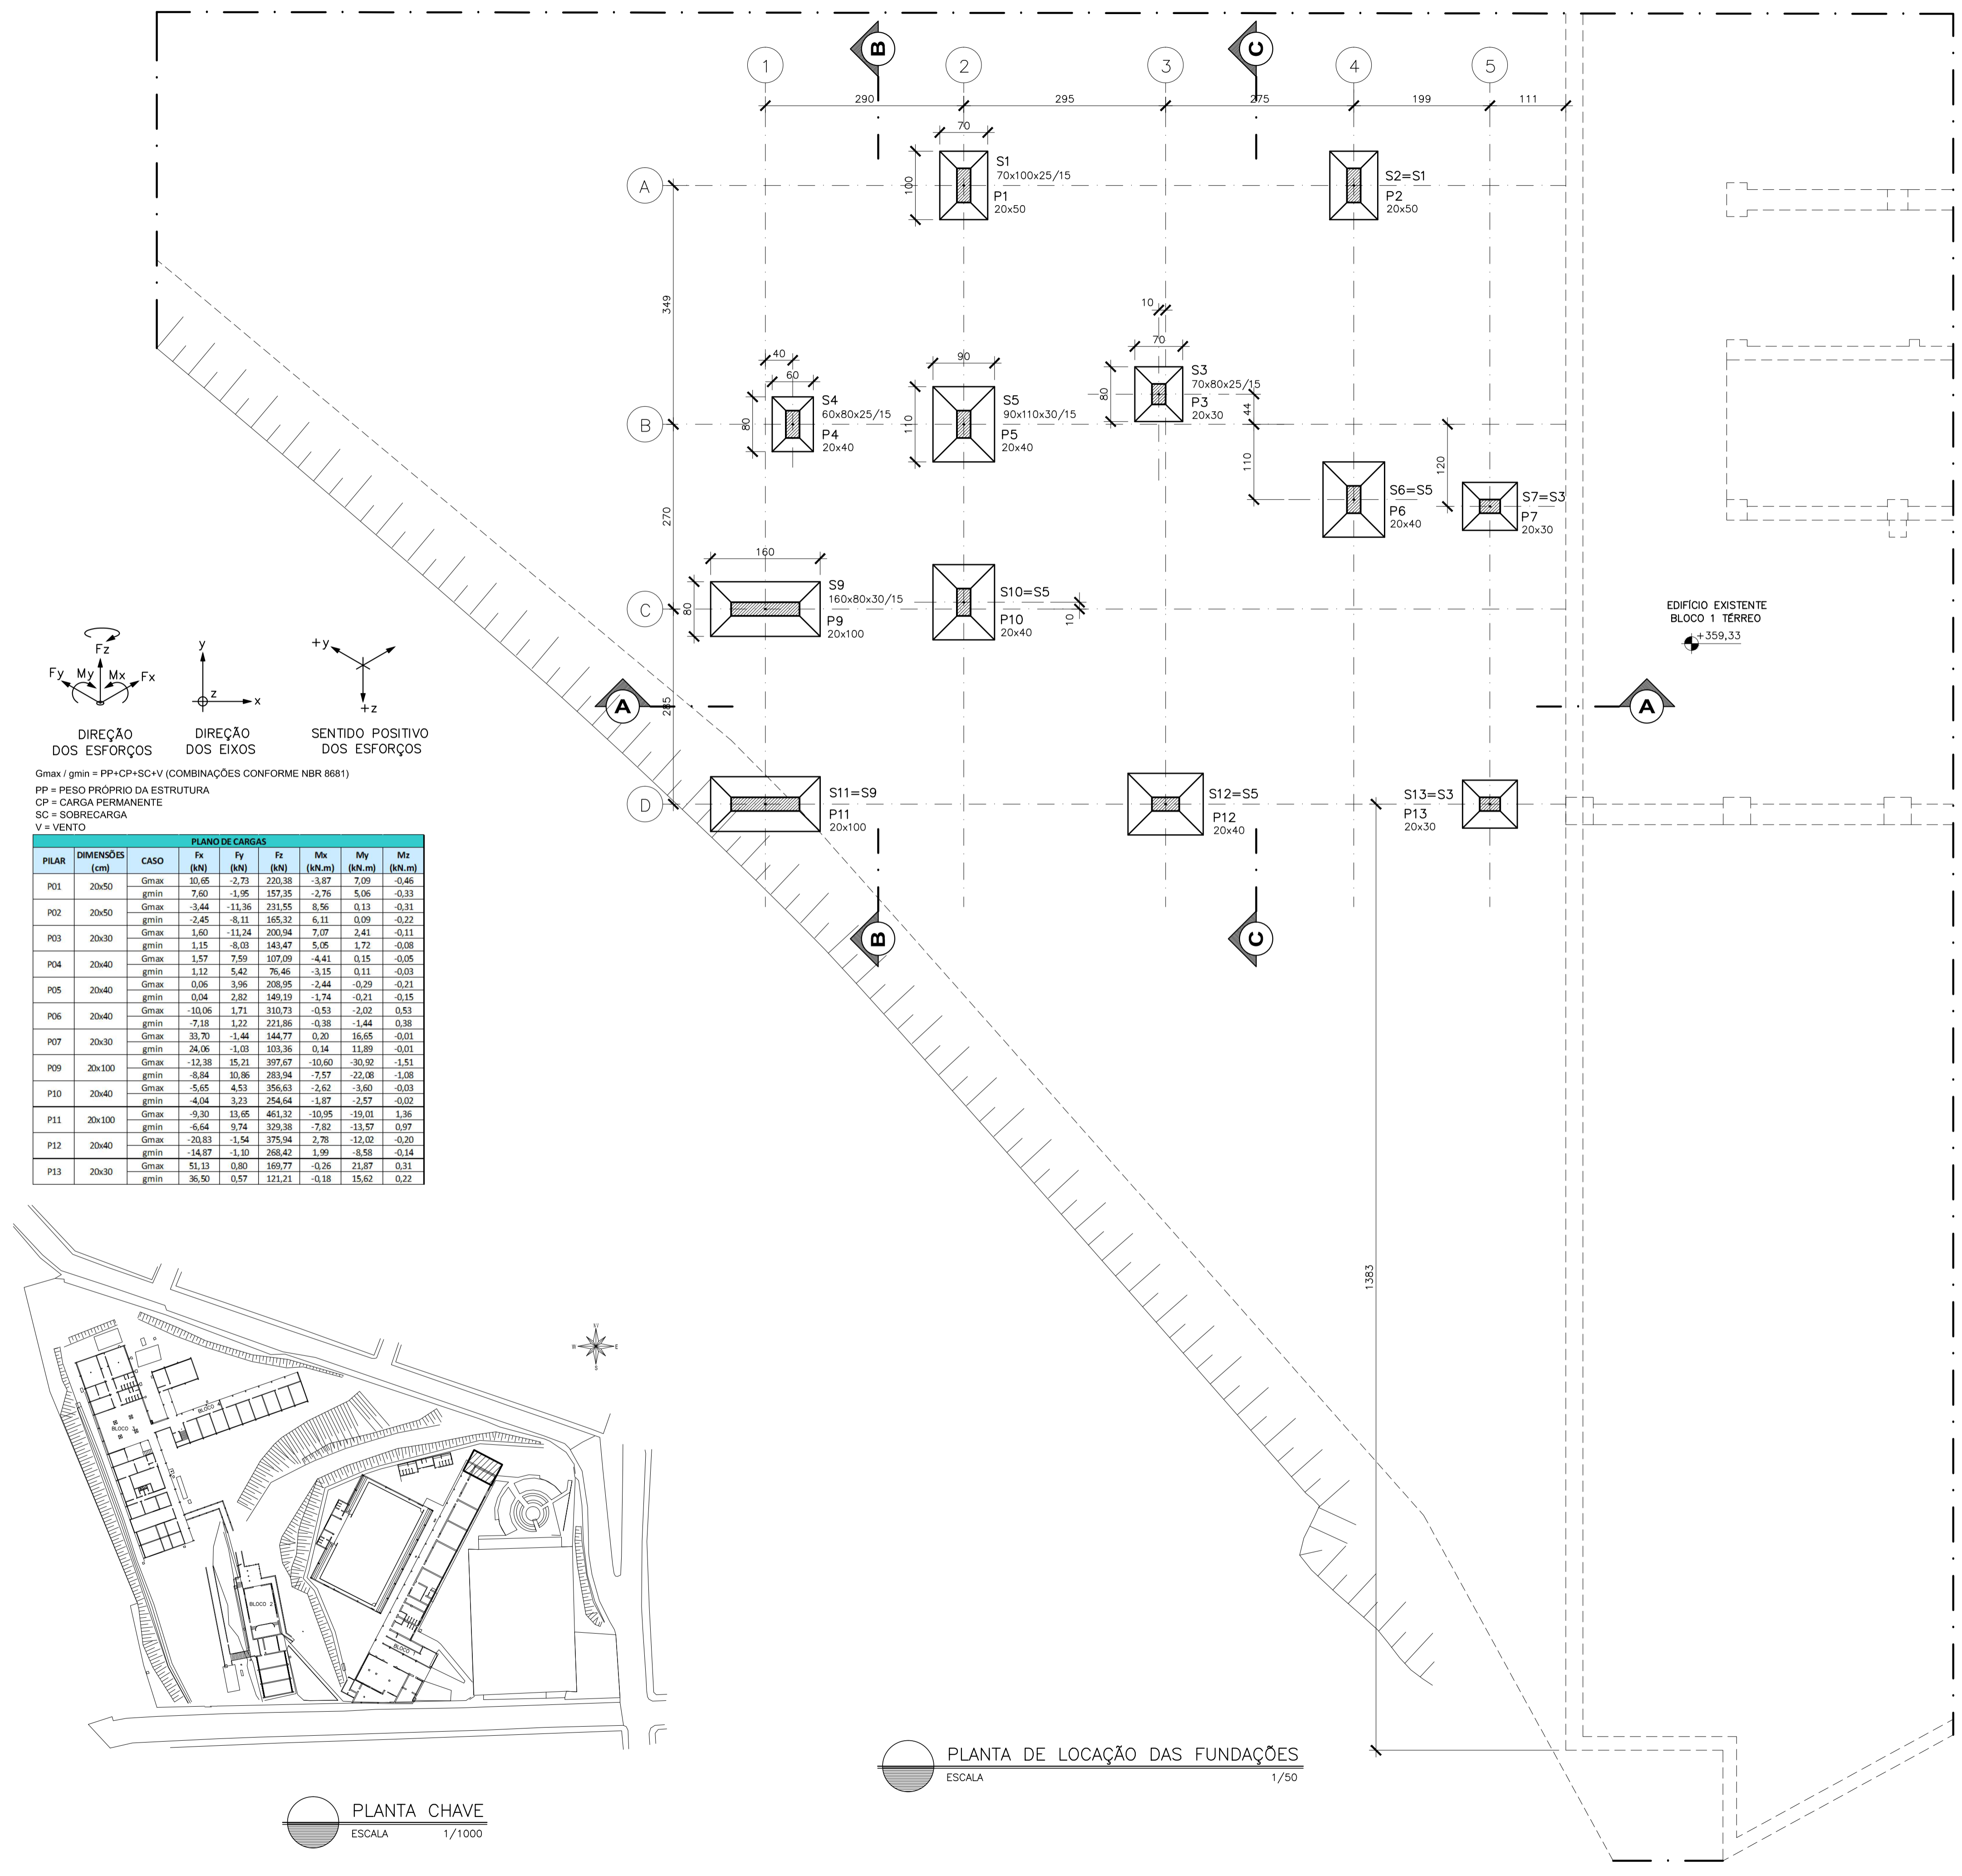 B
C
1
2
3
4
5
290
295
275
199
111
70
S1
70x100x25/15
P1
20x50
100
S2=S1
P2
20x50
A
349
10
70
S3
70x80x25/15
P3
20x30
80
44
40
60
S4
60x80x25/15
P4
20x40
80
90
S5
90x110x30/15
P5
20x40
110
B
110
120
S6=S5
P6
20x40
S7=S3
P7
20x30
270
160
S9
160x80x30/15
P9
20x100
80
S10=S5
P10
20x40
10
C
EDIFÍCIO EXISTENTE
BLOCO 1 TÉRREO
+359,33
285
A
A
S11=S9
P11
20x100
S12=S5
P12
20x40
S13=S3
P13
20x30
D
B
C
1383
Fz
Fy My Mx Fx
DIREÇÃO
DOS ESFORÇOS
y
z
x
DIREÇÃO
DOS EIXOS
+y
+z
SENTIDO POSITIVO
DOS ESFORÇOS
Gmax / gmin = PP+CP+SC+V (COMBINAÇÕES CONFORME NBR 8681)
PP = PESO PRÓPRIO DA ESTRUTURA
CP = CARGA PERMANENTE
SC = SOBRECARGA
V = VENTO
PLANO DE CARGAS
PILAR DIMENSÕES (cm) CASO Fx (kN) Fy (kN) Fz (kN) Mx (kN.m) My (kN.m) Mz (kN.m)
P01 20x50 Gmax 10,65 -2,73 220,38 -3,87 7,09 -0,46
gmin 7,60 -1,95 157,35 -2,76 5,06 -0,33
P02 20x50 Gmax -3,44 -11,36 231,55 8,56 0,13 -0,31
gmin -2,45 -8,11 165,32 6,11 0,09 -0,22
P03 20x30 Gmax 1,60 -11,24 200,94 7,07 2,41 -0,11
gmin 1,15 -8,03 143,47 5,05 1,72 -0,08
P04 20x40 Gmax 1,57 7,59 107,09 -4,41 0,15 -0,05
gmin 1,12 5,42 76,46 -3,15 0,11 -0,03
P05 20x40 Gmax 0,06 3,96 208,95 -2,44 -0,29 -0,21
gmin 0,04 2,82 149,19 -1,74 -0,21 -0,15
P06 20x40 Gmax -10,06 1,71 310,73 -0,53 -2,02 0,53
gmin -7,18 1,22 221,86 -0,38 -1,44 0,38
P07 20x30 Gmax 33,70 -1,44 144,77 0,20 16,65 -0,01
gmin 24,06 -1,03 103,36 0,14 11,89 -0,01
P09 20x100 Gmax -12,38 15,21 397,67 -10,60 -30,92 -1,51
gmin -8,84 10,86 283,94 -7,57 -22,08 -1,08
P10 20x40 Gmax -5,65 4,53 356,63 -2,62 -3,60 -0,03
gmin -4,04 3,23 254,64 -1,87 -2,57 -0,02
P11 20x100 Gmax -9,30 13,65 461,32 -10,95 -19,01 1,36
gmin -6,64 9,74 329,38 -7,82 -13,57 0,97
P12 20x40 Gmax -20,83 -1,54 375,94 2,78 -12,02 -0,20
gmin -14,87 -1,10 268,42 1,99 -8,58 -0,14
P13 20x30 Gmax 51,13 0,80 169,77 -0,26 21,87 0,31
gmin 36,50 0,57 121,21 -0,18 15,62 0,22
E
S
BLOCO 4
BLOCO
BLOCO 2
BLOCO 1
PLANTA CHAVE
ESCALA 1/1000
PLANTA DE LOCAÇÃO DAS FUNDAÇÕES
ESCALA 1/50